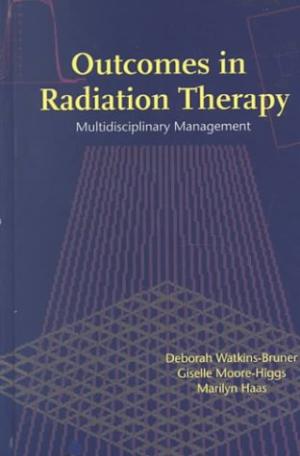 Outcomes in
Radiation Therapy
Multidisciplinary Management
Deborah Watkins-Bruner
Giselle Moore-Higgs
Marilyn Haas